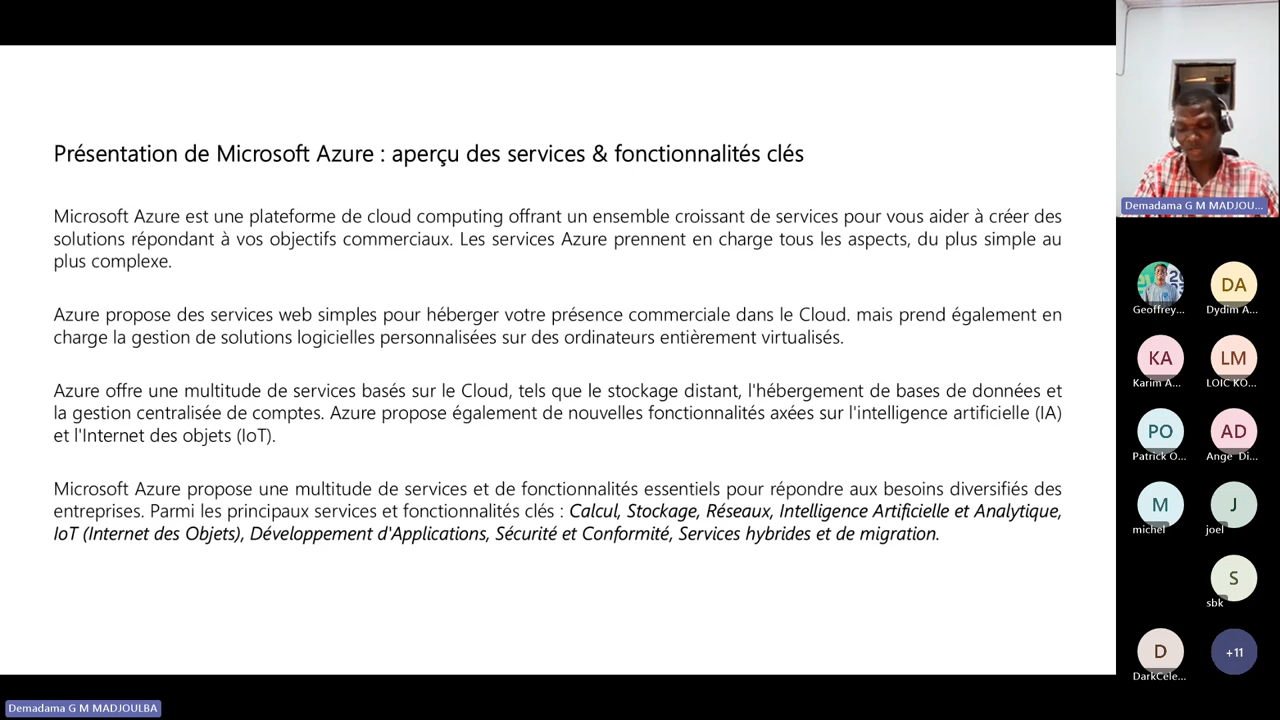 Présentation de Microsoft Azure : aperçu des services & fonctionnalités clés
Microsoft Azure est une plateforme de cloud computing offrant un ensemble croissant de services pour vous aider à créer des
solutions répondant à vos objectifs commerciaux. Les services Azure prennent en charge tous les aspects, du plus simple au
plus complexe.
Azure propose des services web simples pour héberger votre présence commerciale dans le Cloud. mais prend également en
charge la gestion de solutions logicielles personnalisées sur des ordinateurs entièrement virtualisés.
Azure offre une multitude de services basés sur le Cloud, tels que le stockage distant, l'hébergement de bases de données et
la gestion centralisée de comptes. Azure propose également de nouvelles fonctionnalités axées sur l'intelligence artificielle (IA)
et l'Internet des objets (IoT).
Microsoft Azure propose une multitude de services et de fonctionnalités essentiels pour répondre aux besoins diversifiés des
entreprises. Parmi les principaux services et fonctionnalités clés : Calcul, Stockage, Réseaux, Intelligence Artificielle et Analytique,
IoT (Internet des Objets), Développement d'Applications, Sécurité et Conformité, Services hybrides et de migration.
Demadama G M MADJOU...
Geoffrey...
DA
Dydim A...
KA
Karim A...
LM
LOIC KO...
PO
Patrick O...
AD
Ange Di...
M
michel
J
joel
S
sbk
D
DarkCele...
+11
Demadama G M MADJOULBA